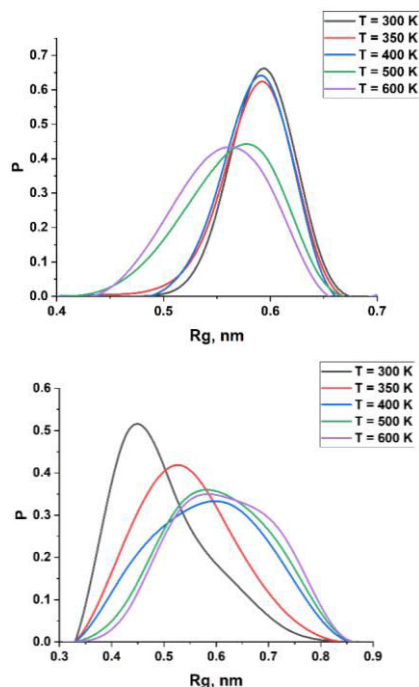 T = 300 K
T = 350 K
T = 400 K
T = 500 K
T = 600 K
0.7
0.6
0.5
0.4
0.3
0.2
0.1
0.0
P
0.4 0.5 0.6 0.7
Rg, nm
T = 300 K
T = 350 K
T = 400 K
T = 500 K
T = 600 K
0.6
0.5
0.4
0.3
0.2
0.1
0.0
P
0.3 0.4 0.5 0.6 0.7 0.8 0.9
Rg, nm